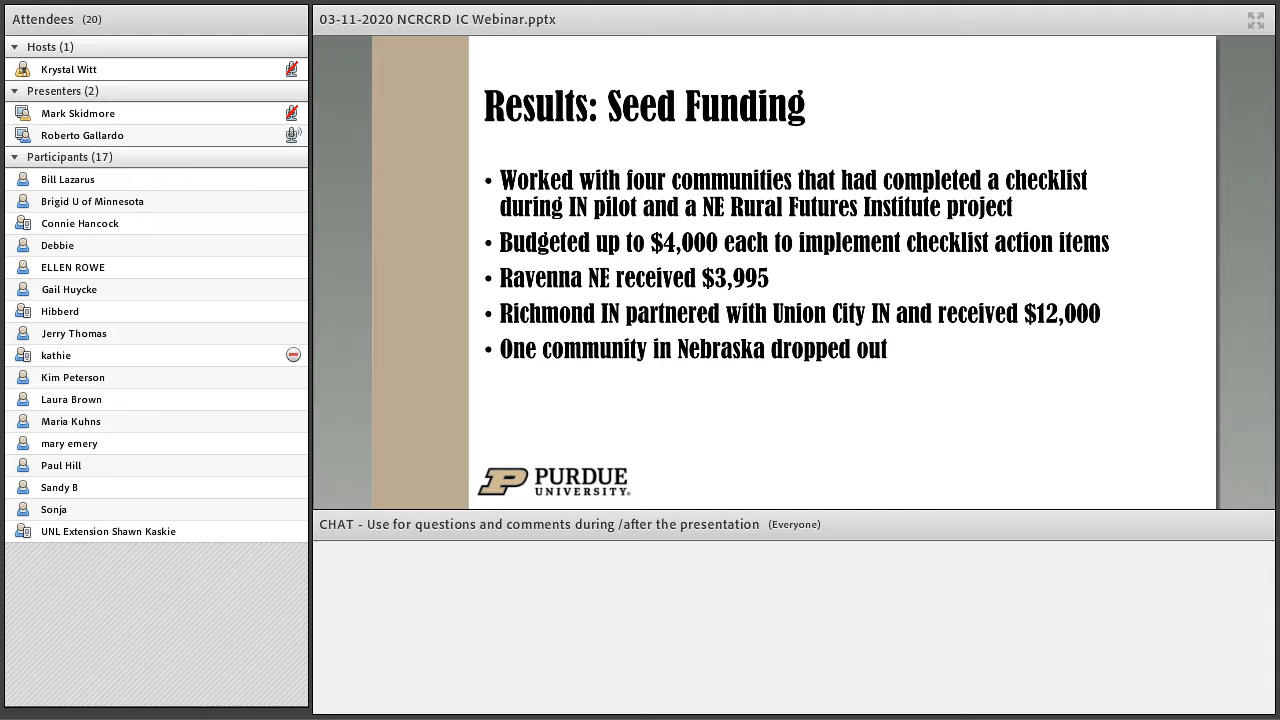 Attendees (20)
Hosts (1)
Krystal Witt
Presenters (2)
Mark Skidmore
Roberto Gallardo
Participants (17)
Bill Lazarus
Brigid U of Minnesota
Connie Hancock
Debbie
ELLEN ROWE
Gail Huycke
Hibberd
Jerry Thomas
kathie
Kim Peterson
Laura Brown
Maria Kuhns
mary emery
Paul Hill
Sandy B
Sonja
UNL Extension Shawn Kaskie
03-11-2020 NCRCRD IC Webinar.pptx
Results: Seed Funding
• Worked with four communities that had completed a checklist
during IN pilot and a NE Rural Futures Institute project
• Budgeted up to $4,000 each to implement checklist action items
• Ravenna NE received $3,995
• Richmond IN partnered with Union City IN and received $12,000
• One community in Nebraska dropped out
P PURDUE
UNIVERSITY®
CHAT - Use for questions and comments during /after the presentation (Everyone)